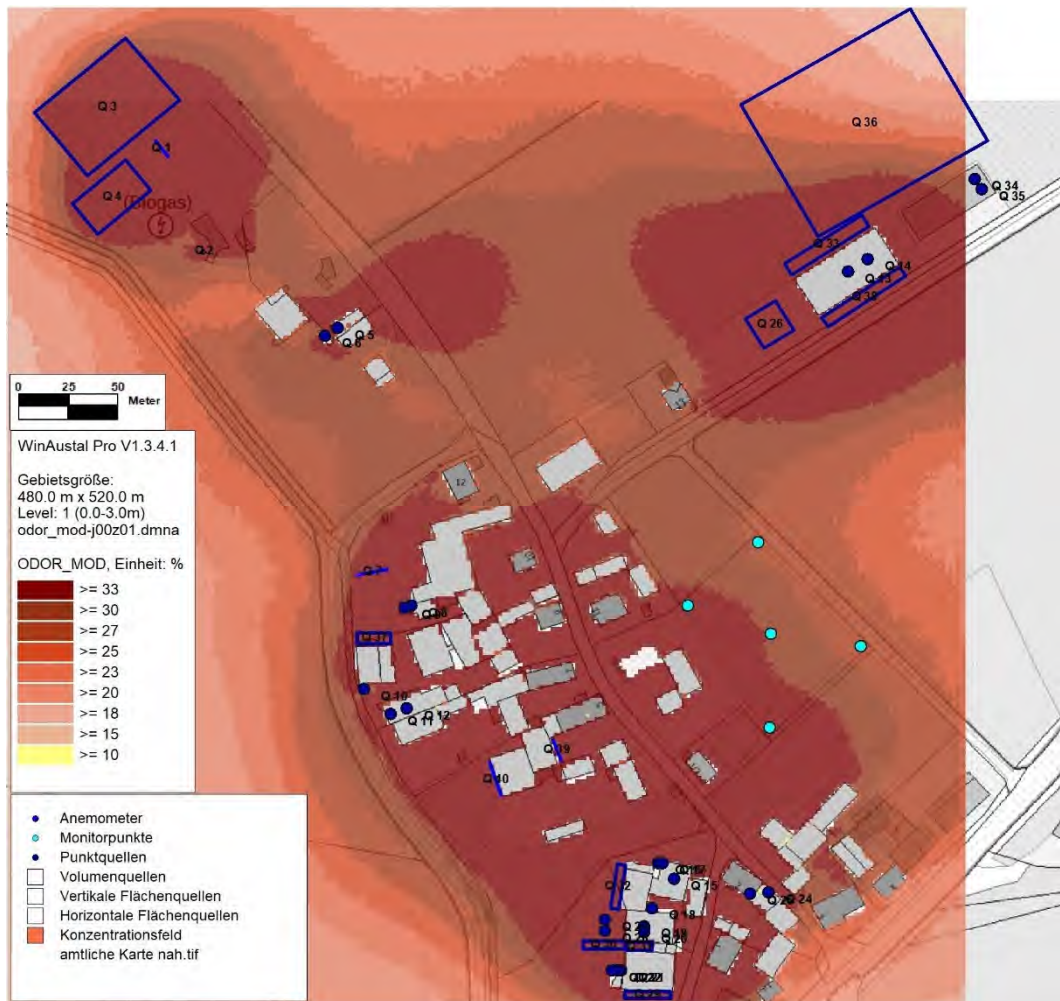 Q 3
Q 1
Q 4
(Biogas)
Q 2
Q 36
Q 34
Q 35
Q 14
Q 13
Q 26
Q 5
Q 6
0 25 50
Meter
WinAustal Pro V1.3.4.1
Gebietsgröße:
480.0 m x 520.0 m
Level: 1 (0.0-3.0m)
odor_mod-j00z01.dmna
ODOR_MOD, Einheit: %
>= 33
>= 30
>= 27
>= 25
>= 23
>= 20
>= 18
>= 15
>= 10
Anemometer
Monitorpunkte
Punktquellen
Volumenquellen
Vertikale Flächenquellen
Horizontale Flächenquellen
Konzentrationsfeld
amtliche Karte nah.tif
12
Q 7
Q 37
Q 10
Q 11
Q 12
Q 39
Q 40
Q 15
Q 18
Q 24